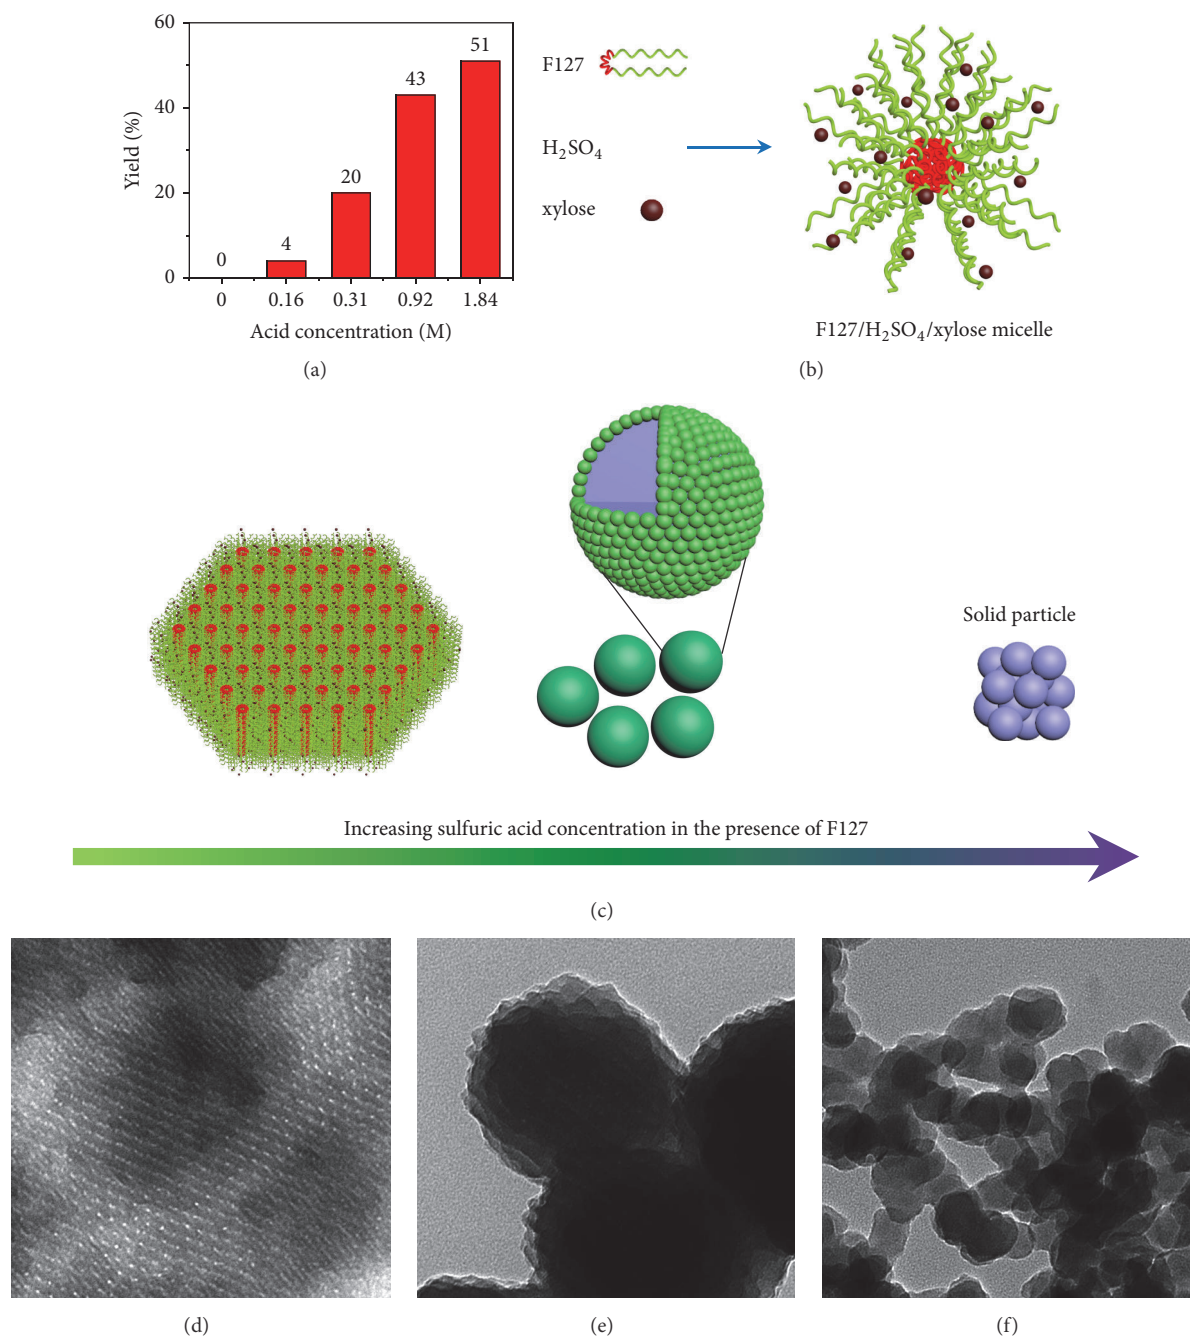 60
40
20
0
Yield (%)
0
4
20
43
51
0
0.16
0.31
0.92
1.84
Acid concentration (M)
(a)
F127
H₂SO₄
xylose
F127/H₂SO₄/xylose micelle
(b)
Solid particle
Increasing sulfuric acid concentration in the presence of F127
(c)
(d)
(e)
(f)